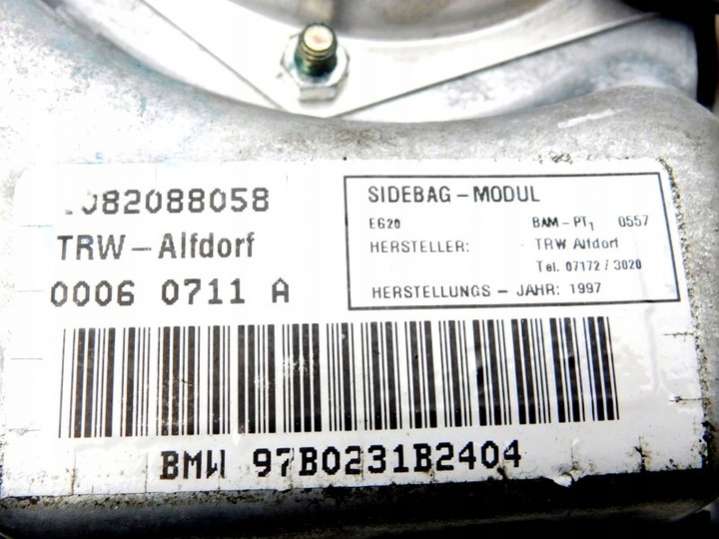 082088058
TRW-Alfdorf
0006 0711 A
SIDEBAG-MODUL
E620 BAM-PT1 0557
HERSTELLER: TRW Alfdorf
Tel. 07172/3020
HERSTELLUNGS-JAHR: 1997
BMW 97B0231B2404